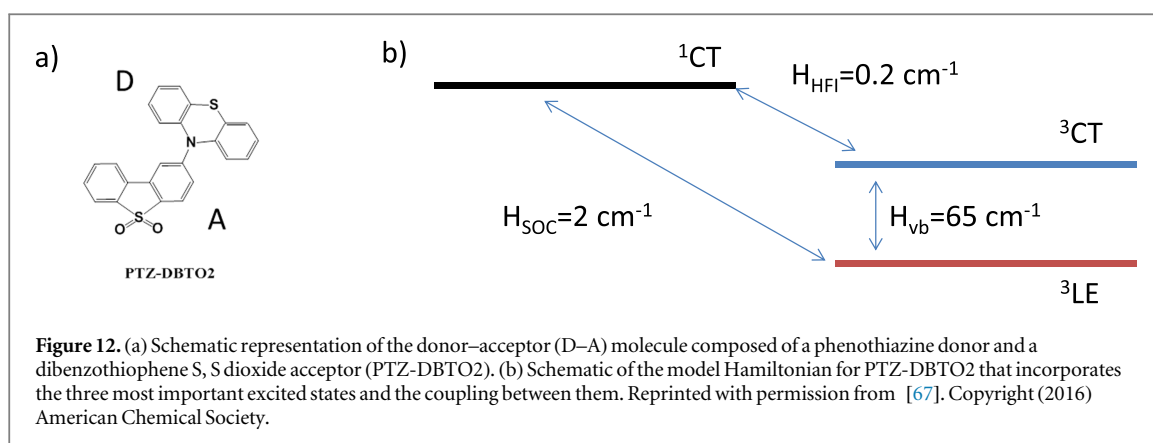 a)
D
S
N
A
S
O
O
PTZ-DBTO2
b)
¹CT
H_HFI=0.2 cm⁻¹
³CT
H_SOC=2 cm⁻¹
H_vb=65 cm⁻¹
³LE
Figure 12. (a) Schematic representation of the donor–acceptor (D–A) molecule composed of a phenothiazine donor and a
dibenzothiophene S, S dioxide acceptor (PTZ-DBTO2). (b) Schematic of the model Hamiltonian for PTZ-DBTO2 that incorporates
the three most important excited states and the coupling between them. Reprinted with permission from [67]. Copyright (2016)
American Chemical Society.